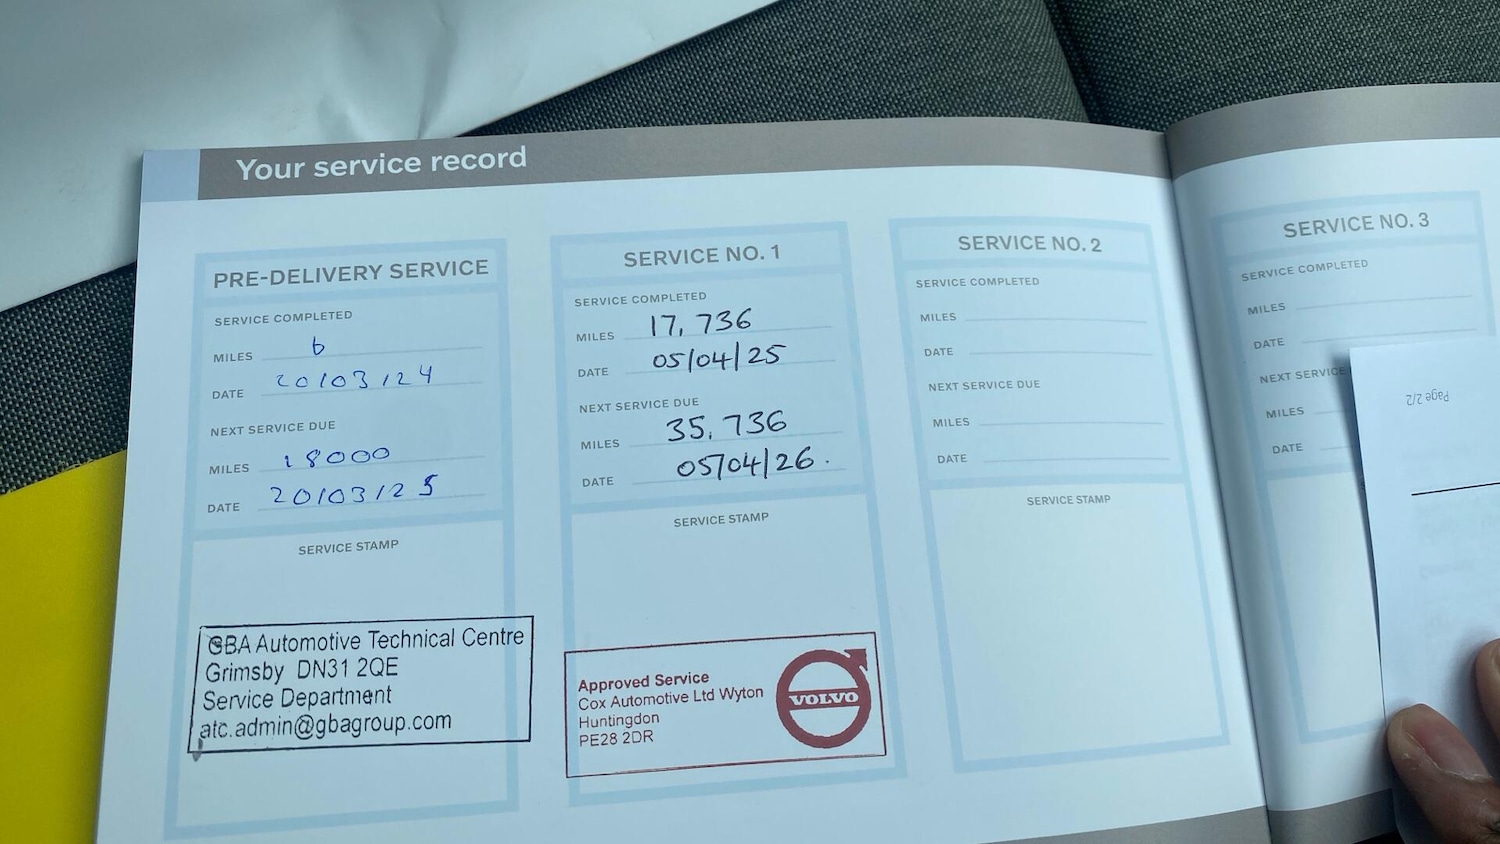 Your service record
PRE-DELIVERY SERVICE
SERVICE COMPLETED
MILES 6
DATE 20/03/24
NEXT SERVICE DUE
MILES 18000
DATE 20/03/25
SERVICE STAMP
GBA Automotive Technical Centre
Grimsby DN31 2QE
Service Department
atc.admin@gbagroup.com
SERVICE NO. 1
SERVICE COMPLETED
MILES 17,736
DATE 05/04/25
NEXT SERVICE DUE
MILES 35,736
DATE 05/04/26.
SERVICE STAMP
Approved Service
Cox Automotive Ltd Wyton
Huntingdon
PE28 2DR
VOLVO
SERVICE NO. 2
SERVICE COMPLETED
MILES
DATE
NEXT SERVICE DUE
MILES
DATE
SERVICE STAMP
SERVICE NO. 3
SERVICE COMPLETED
MILES
DATE
NEXT SERVICE
MILES
DATE
Page 2/2